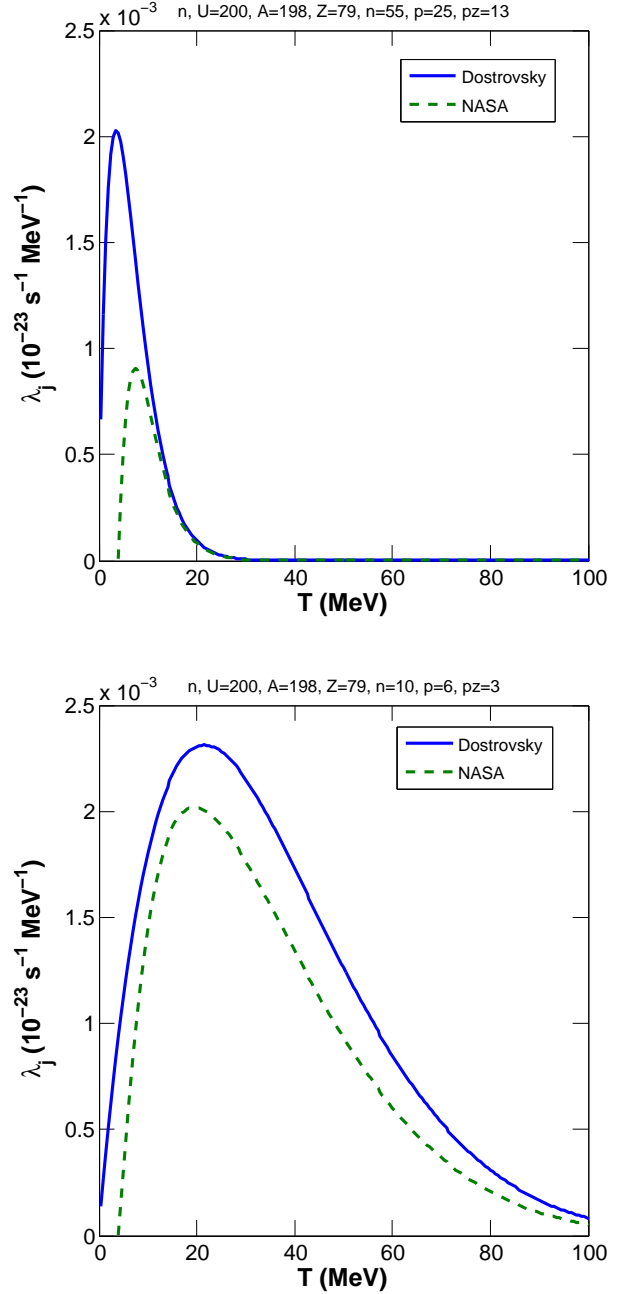 n, U=200, A=198, Z=79, n=55, p=25, pz=13
x 10⁻³
2.5
2
1.5
1
0.5
0
λj (10⁻²³ s⁻¹ MeV⁻¹)
Dostrovsky
NASA
0 20 40 60 80 100
T (MeV)
n, U=200, A=198, Z=79, n=10, p=6, pz=3
x 10⁻³
2.5
2
1.5
1
0.5
0
λj (10⁻²³ s⁻¹ MeV⁻¹)
Dostrovsky
NASA
0 20 40 60 80 100
T (MeV)